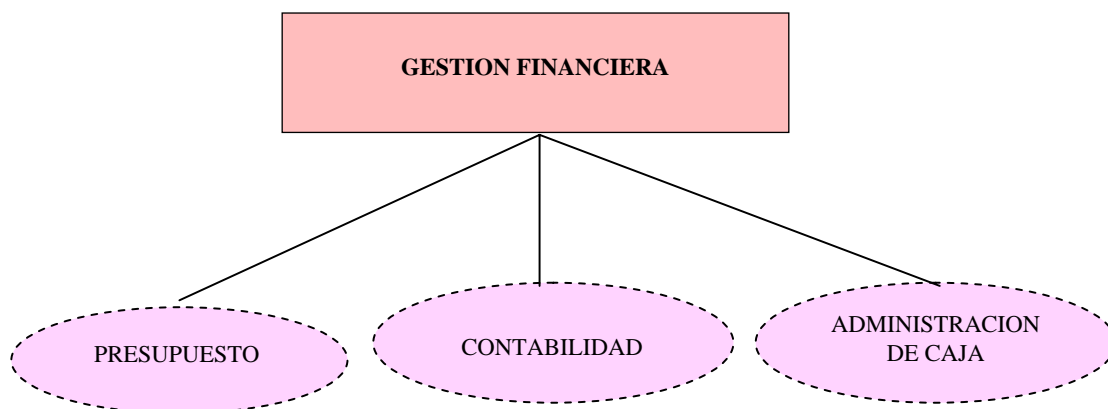 GESTION FINANCIERA
PRESUPUESTO
CONTABILIDAD
ADMINISTRACION
DE CAJA